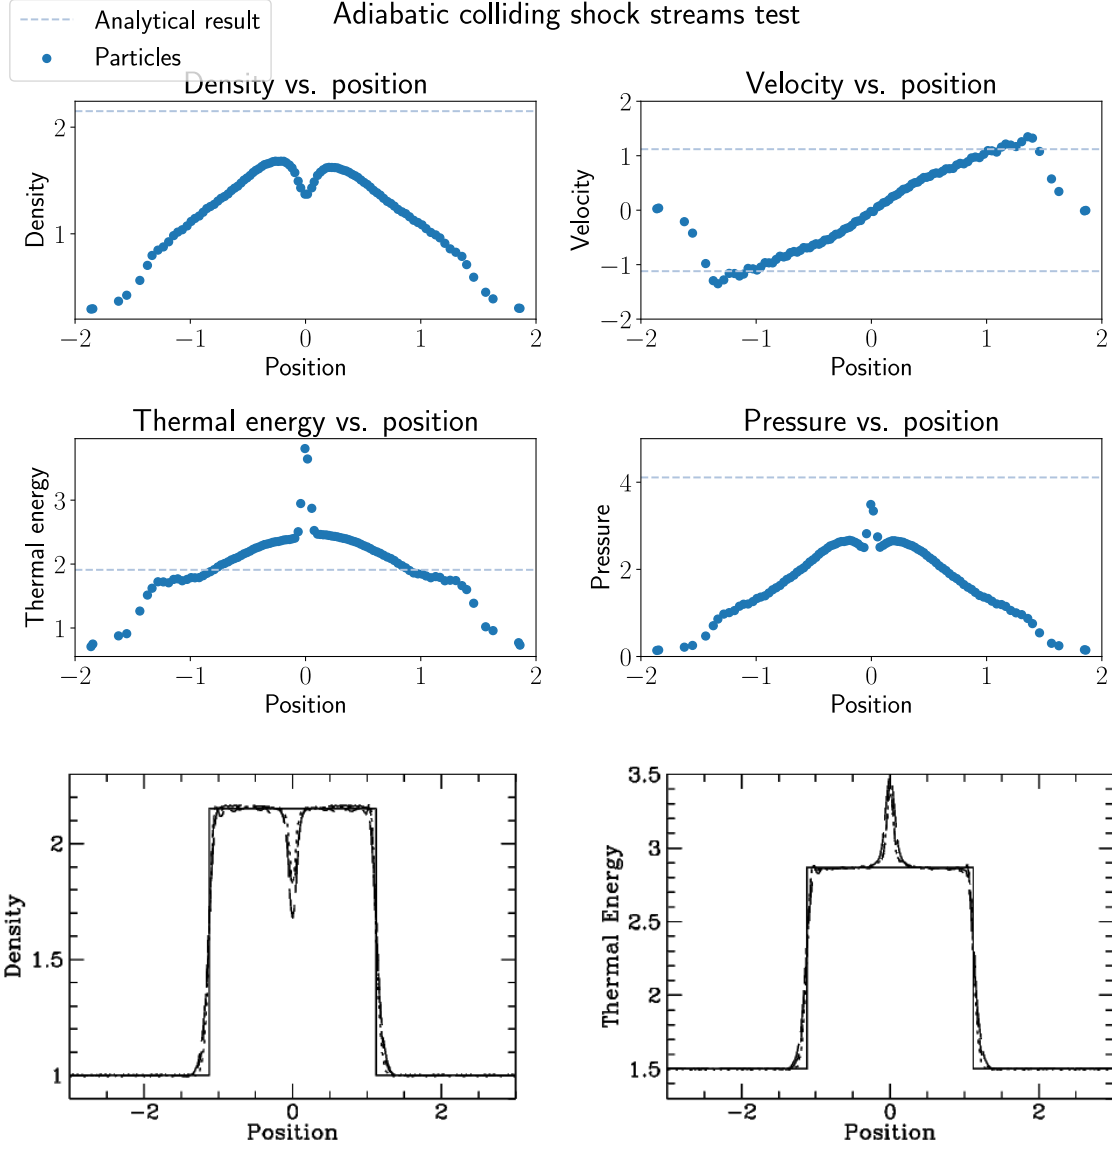 Adiabatic colliding shock streams test
Analytical result
Particles
Density vs. position
Density
2
1
−2 −1 0 1 2
Position
Velocity vs. position
Velocity
2
1
0
−1
−2
−2 −1 0 1 2
Position
Thermal energy vs. position
Thermal energy
3
2
1
−2 −1 0 1 2
Position
Pressure vs. position
Pressure
4
2
0
−2 −1 0 1 2
Position
Density
2
1.5
1
−2 0 2
Position
Thermal Energy
3.5
3
2.5
2
1.5
−2 0 2
Position